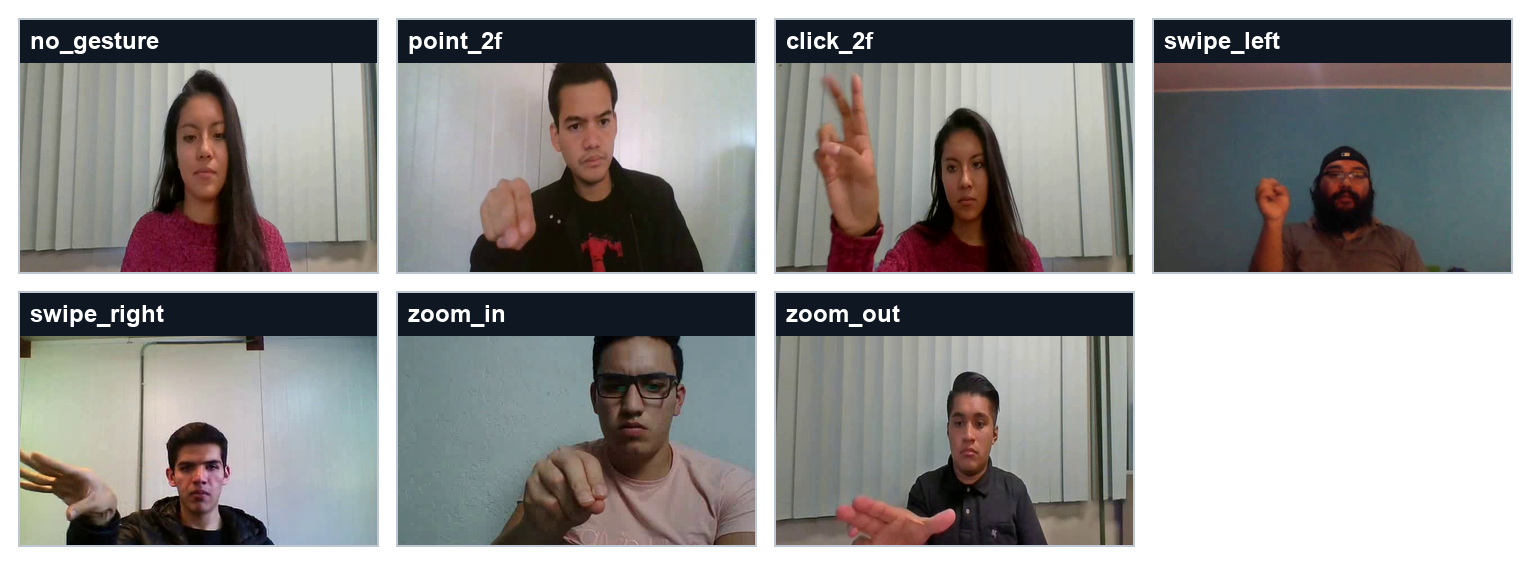 no_gesture
point_2f
click_2f
swipe_left
swipe_right
zoom_in
zoom_out